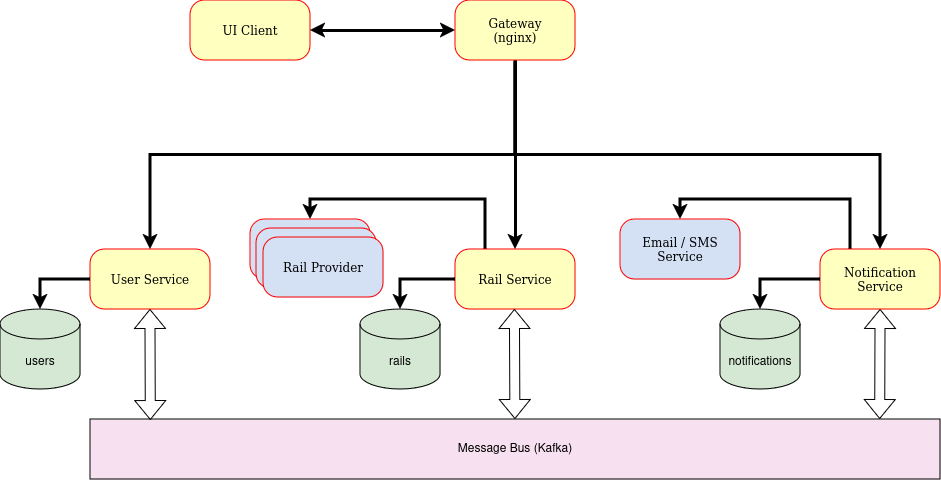 UI Client
Gateway
(nginx)
Rail Provider
Email / SMS
Service
User Service
Rail Service
Notification
Service
users
rails
notifications
Message Bus (Kafka)